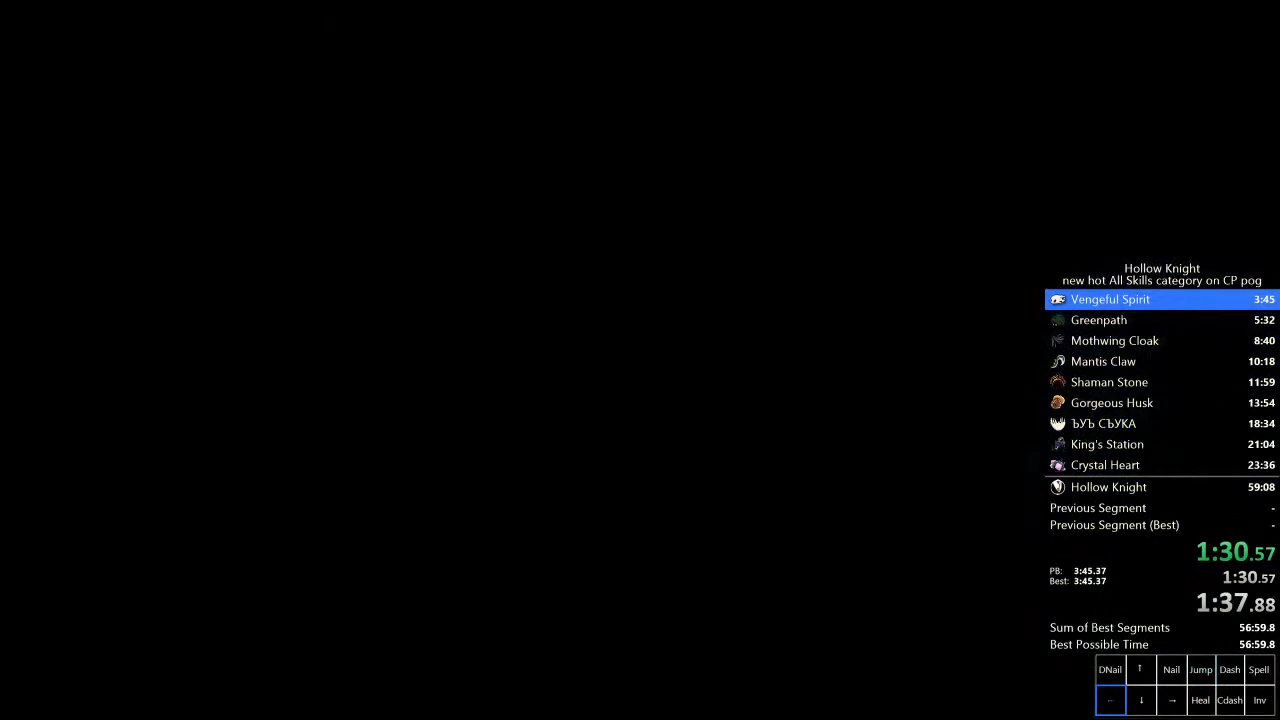 Hollow Knight
new hot All Skills category on CP pog
Vengeful Spirit 3:45
Greenpath 5:32
Mothwing Cloak 8:40
Mantis Claw 10:18
Shaman Stone 11:59
Gorgeous Husk 13:54
ЪУЪ СЪУКА 18:34
King's Station 21:04
Crystal Heart 23:36
Hollow Knight 59:08
Previous Segment -
Previous Segment (Best) -
1:30.57
PB: 3:45.37
Best: 3:45.37
1:30.57
1:37.88
Sum of Best Segments 56:59.8
Best Possible Time 56:59.8
DNail ↑ Nail Jump Dash Spell
← ↓ → Heal Cdash Inv